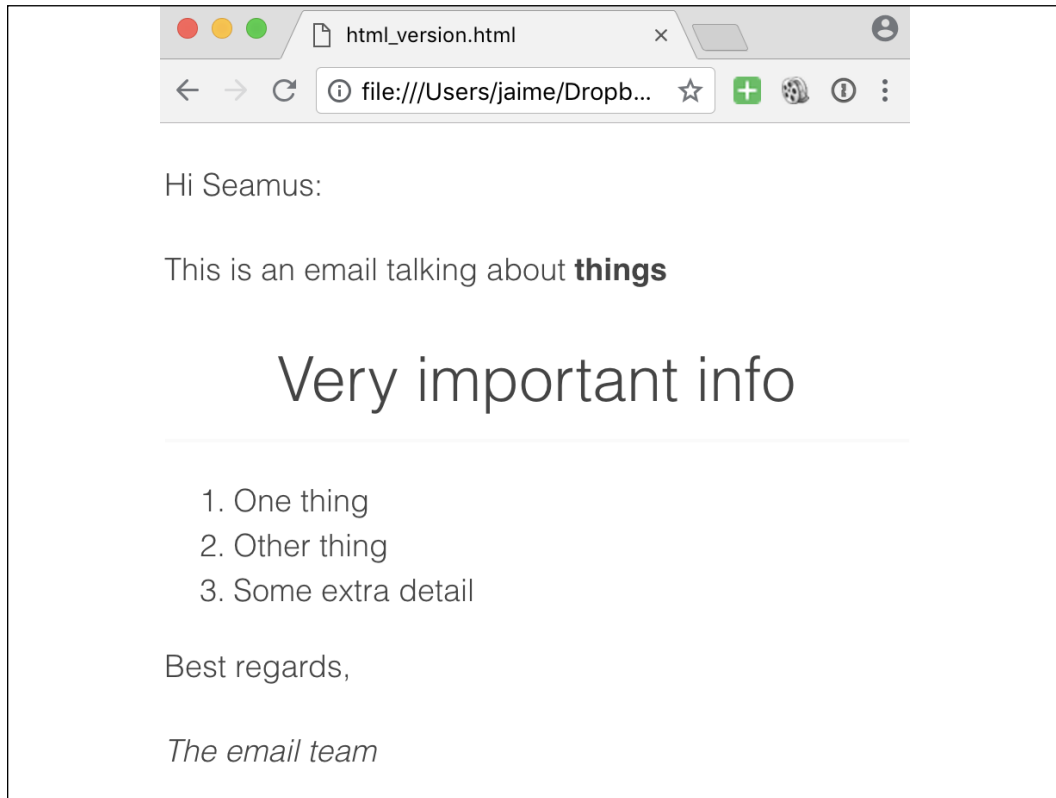 html_version.html
file:///Users/jaime/Dropb...
Hi Seamus:
This is an email talking about things
Very important info
1. One thing
2. Other thing
3. Some extra detail
Best regards,
The email team